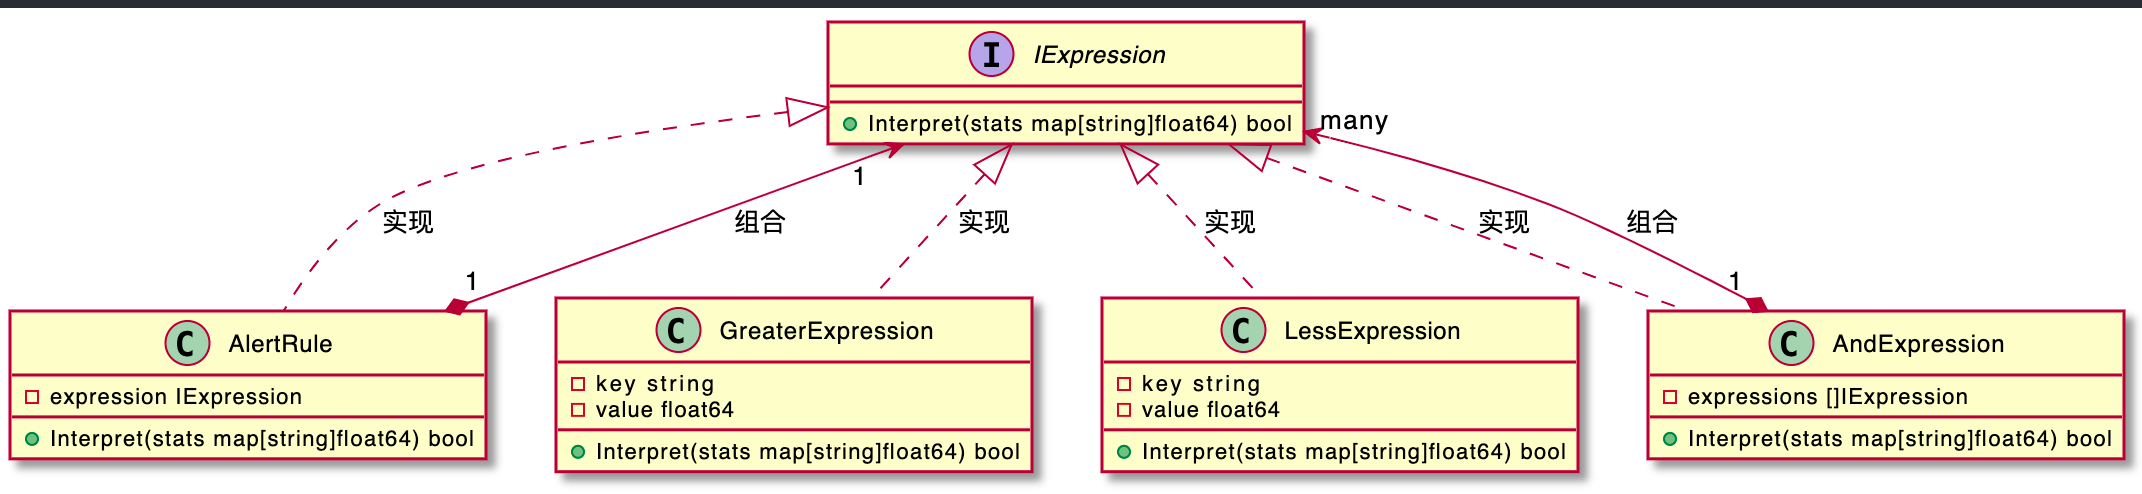 I IExpression
Interpret(stats map[string]float64) bool
many
1
实现
组合
实现
实现
实现
组合
1
1
C AlertRule
expression IExpression
Interpret(stats map[string]float64) bool
C GreaterExpression
key string
value float64
Interpret(stats map[string]float64) bool
C LessExpression
key string
value float64
Interpret(stats map[string]float64) bool
C AndExpression
expressions []IExpression
Interpret(stats map[string]float64) bool